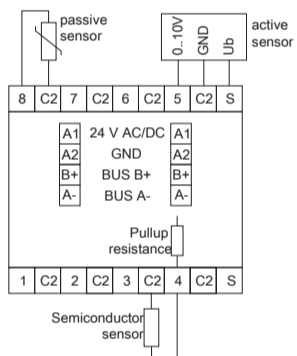 passive
sensor
0..10V
GND
Ub
active
sensor
8 C2 7 C2 6 C2 5 C2 S
A1 24 V AC/DC A1
A2 GND A2
B+ BUS B+ B+
A- BUS A- A-
Pullup
resistance
1 C2 2 C2 3 C2 4 C2 S
Semiconductor
sensor